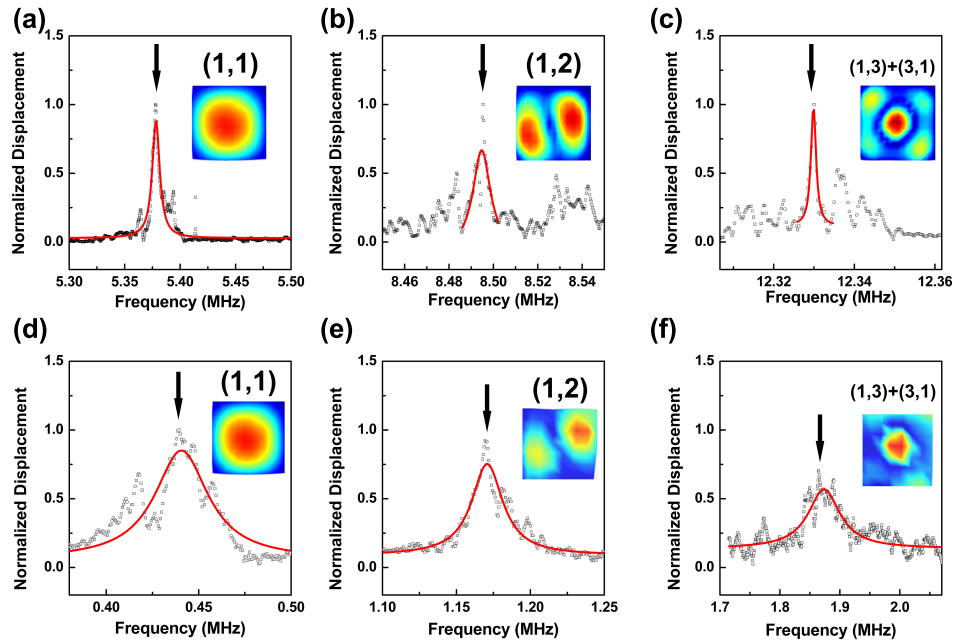 (a)
(1,1)
Normalized Displacement
1.5
1.0
0.5
0.0
5.30 5.35 5.40 5.45 5.50
Frequency (MHz)
(b)
(1,2)
Normalized Displacement
1.5
1.0
0.5
0.0
8.46 8.48 8.50 8.52 8.54
Frequency (MHz)
(c)
(1,3)+(3,1)
Normalized Displacement
1.5
1.0
0.5
0.0
12.32 12.34 12.36
Frequency (MHz)
(d)
(1,1)
Normalized Displacement
1.5
1.0
0.5
0.0
0.40 0.45 0.50
Frequency (MHz)
(e)
(1,2)
Normalized Displacement
1.5
1.0
0.5
0.0
1.10 1.15 1.20 1.25
Frequency (MHz)
(f)
(1,3)+(3,1)
Normalized Displacement
1.5
1.0
0.5
0.0
1.7 1.8 1.9 2.0
Frequency (MHz)